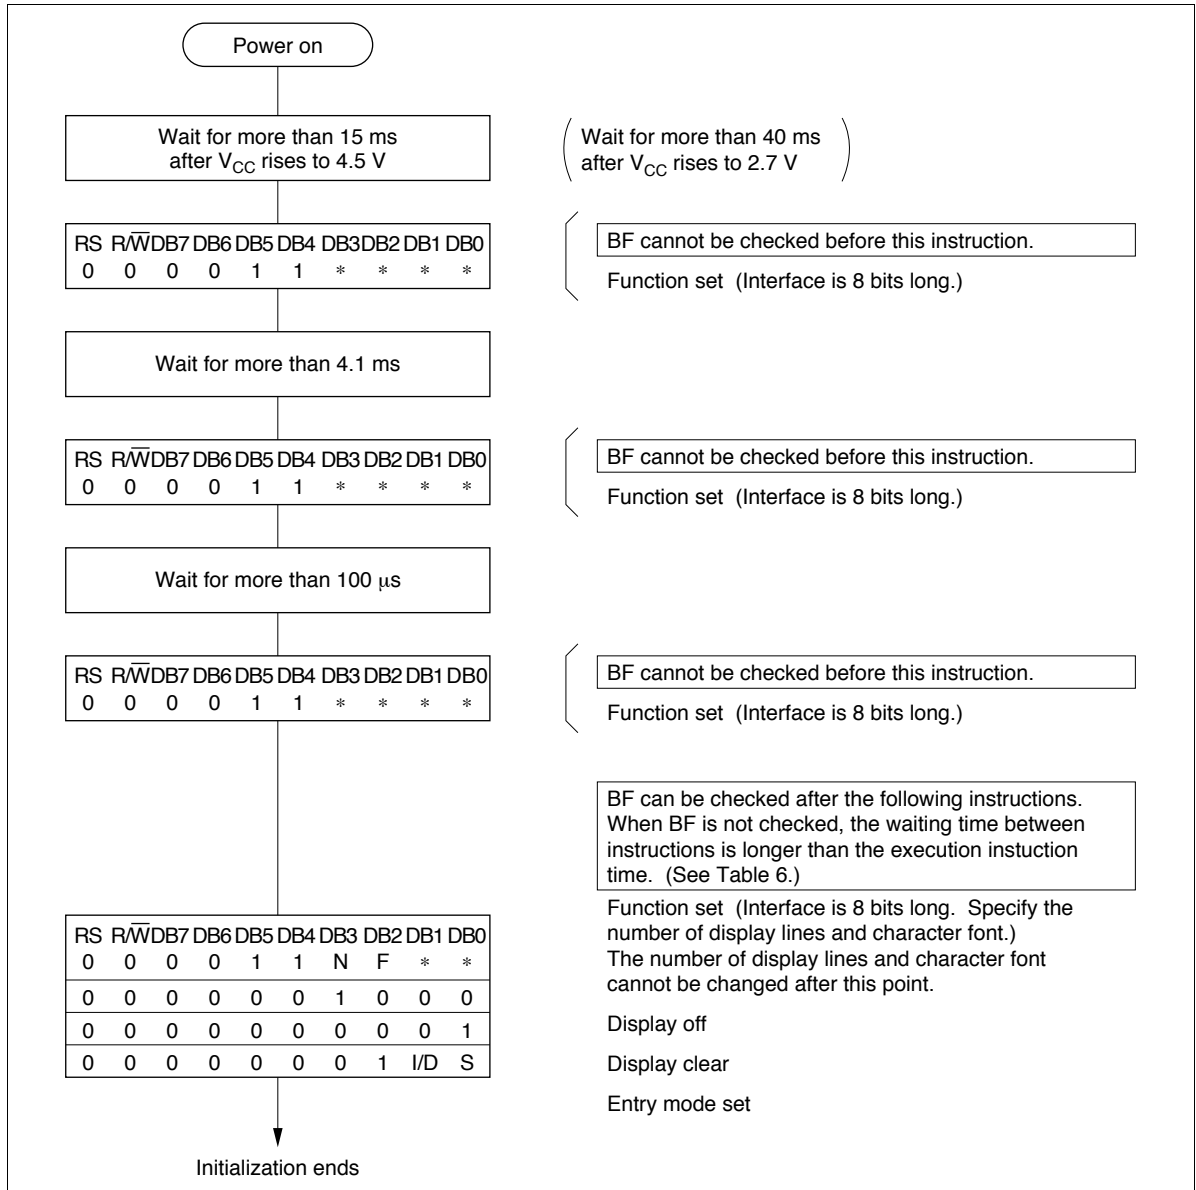 Power on
Wait for more than 15 ms
after VCC rises to 4.5 V
Wait for more than 40 ms
after VCC rises to 2.7 V
RS R/W DB7 DB6 DB5 DB4 DB3 DB2 DB1 DB0
0 0 0 0 1 1 * * * *
BF cannot be checked before this instruction.
Function set (Interface is 8 bits long.)
Wait for more than 4.1 ms
RS R/W DB7 DB6 DB5 DB4 DB3 DB2 DB1 DB0
0 0 0 0 1 1 * * * *
BF cannot be checked before this instruction.
Function set (Interface is 8 bits long.)
Wait for more than 100 μs
RS R/W DB7 DB6 DB5 DB4 DB3 DB2 DB1 DB0
0 0 0 0 1 1 * * * *
BF cannot be checked before this instruction.
Function set (Interface is 8 bits long.)
BF can be checked after the following instructions.
When BF is not checked, the waiting time between
instructions is longer than the execution instuction
time. (See Table 6.)
RS R/W DB7 DB6 DB5 DB4 DB3 DB2 DB1 DB0
0 0 0 0 1 1 N F * *
0 0 0 0 0 0 1 0 0 0
0 0 0 0 0 0 0 0 0 1
0 0 0 0 0 0 0 1 I/D S
Function set (Interface is 8 bits long. Specify the
number of display lines and character font.)
The number of display lines and character font
cannot be changed after this point.
Display off
Display clear
Entry mode set
Initialization ends